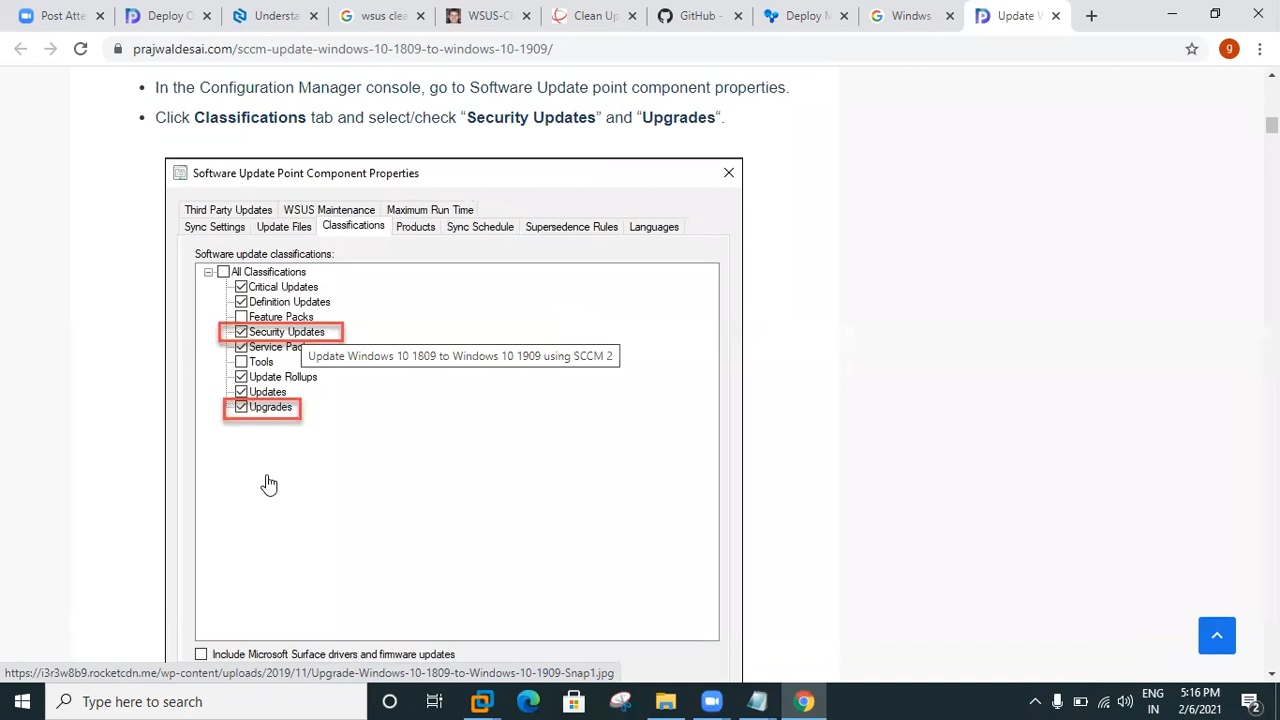 Post Atte
Deploy O
Understa
wsus clea
WSUS-Cl
Clean Up
GitHub -
Deploy I
Windws
Update W
prajwaldesai.com/sccm-update-windows-10-1809-to-windows-10-1909/
g
• In the Configuration Manager console, go to Software Update point component properties.
• Click Classifications tab and select/check “Security Updates” and “Upgrades“.
Software Update Point Component Properties
Third Party Updates WSUS Maintenance Maximum Run Time
Sync Settings Update Files Classifications Products Sync Schedule Supersedence Rules Languages
Software update classifications:
All Classifications
Critical Updates
Definition Updates
Feature Packs
Security Updates
Service Pac
Update Windows 10 1809 to Windows 10 1909 using SCCM 2
Tools
Update Rollups
Updates
Upgrades
Include Microsoft Surface drivers and firmware updates
https://i3r3w8b9.rocketcdn.me/wp-content/uploads/2019/11/Upgrade-Windows-10-1809-to-Windows-10-1909-Snap1.jpg
Type here to search
ENG
IN
5:16 PM
2/6/2021
2